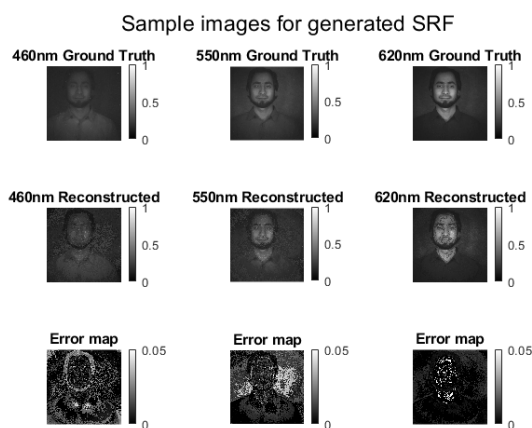 Sample images for generated SRF
460nm Ground Truth 550nm Ground Truth 620nm Ground Truth
1 1 1
0.5 0.5 0.5
0 0 0
460nm Reconstructed 550nm Reconstructed 620nm Reconstructed
1 1 1
0.5 0.5 0.5
0 0 0
Error map Error map Error map
0.05 0.05 0.05
0 0 0